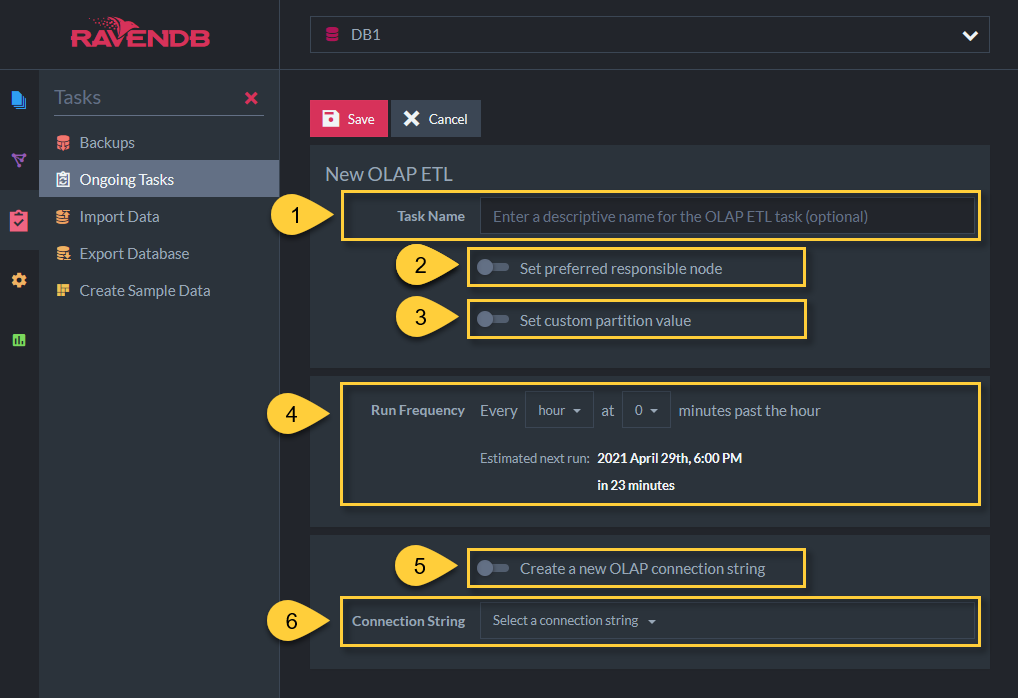 RAVENDB
DB1
Tasks
Backups
Ongoing Tasks
Import Data
Export Database
Create Sample Data
Save
Cancel
New OLAP ETL
1
Task Name
Enter a descriptive name for the OLAP ETL task (optional)
2
Set preferred responsible node
3
Set custom partition value
4
Run Frequency Every hour at 0 minutes past the hour
Estimated next run: 2021 April 29th, 6:00 PM
in 23 minutes
5
Create a new OLAP connection string
6
Connection String
Select a connection string